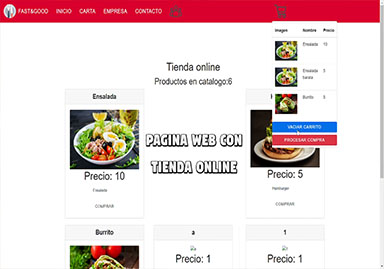 FAST&GOOD INICIO CARTA EMPRESA CONTACTO
Imagen Nombre Precio
Ensalada 10
Ensalada barata 5
Burrito 5
VACIAR CARRITO
PROCESAR COMPRA
Tienda online
Productos en catalogo:6
Ensalada
Precio: 10
Ensalada
COMPRAR
PAGINA WEB CON
TIENDA ONLINE
Precio: 5
Hamburger
COMPRAR
Burrito
a
Precio: 1
1
Precio: 1